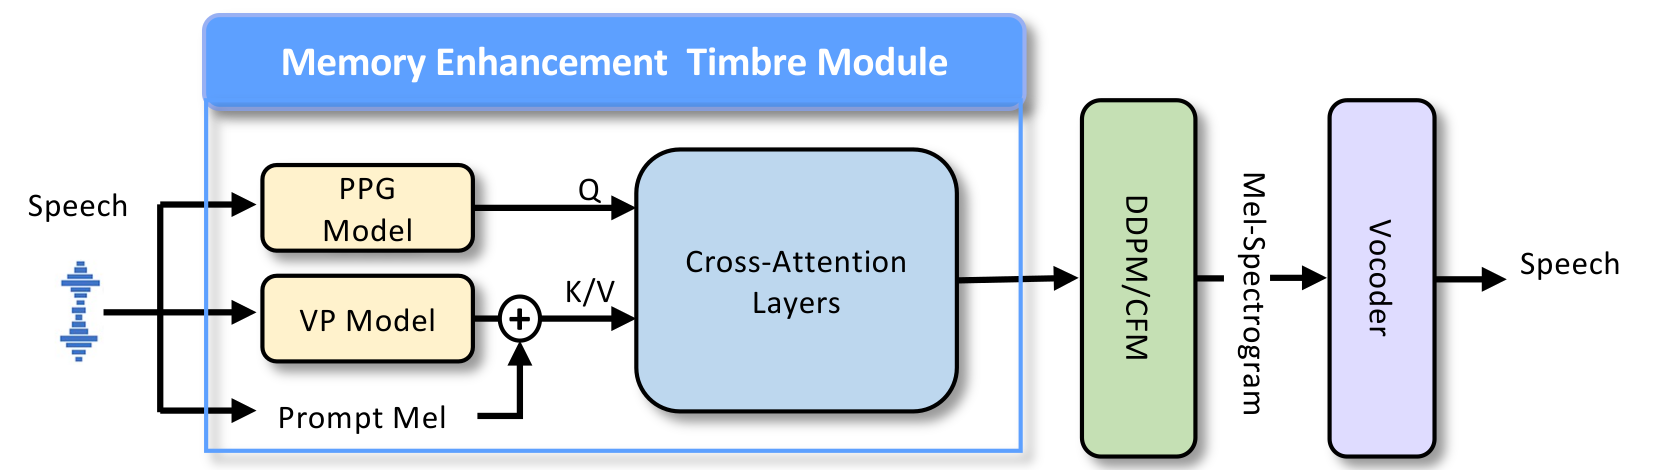 Memory Enhancement Timbre Module
Speech
PPG
Model
Q
VP Model
K/V
Prompt Mel
Cross-Attention
Layers
DDPM/CFM
Mel-Spectrogram
Vocoder
Speech